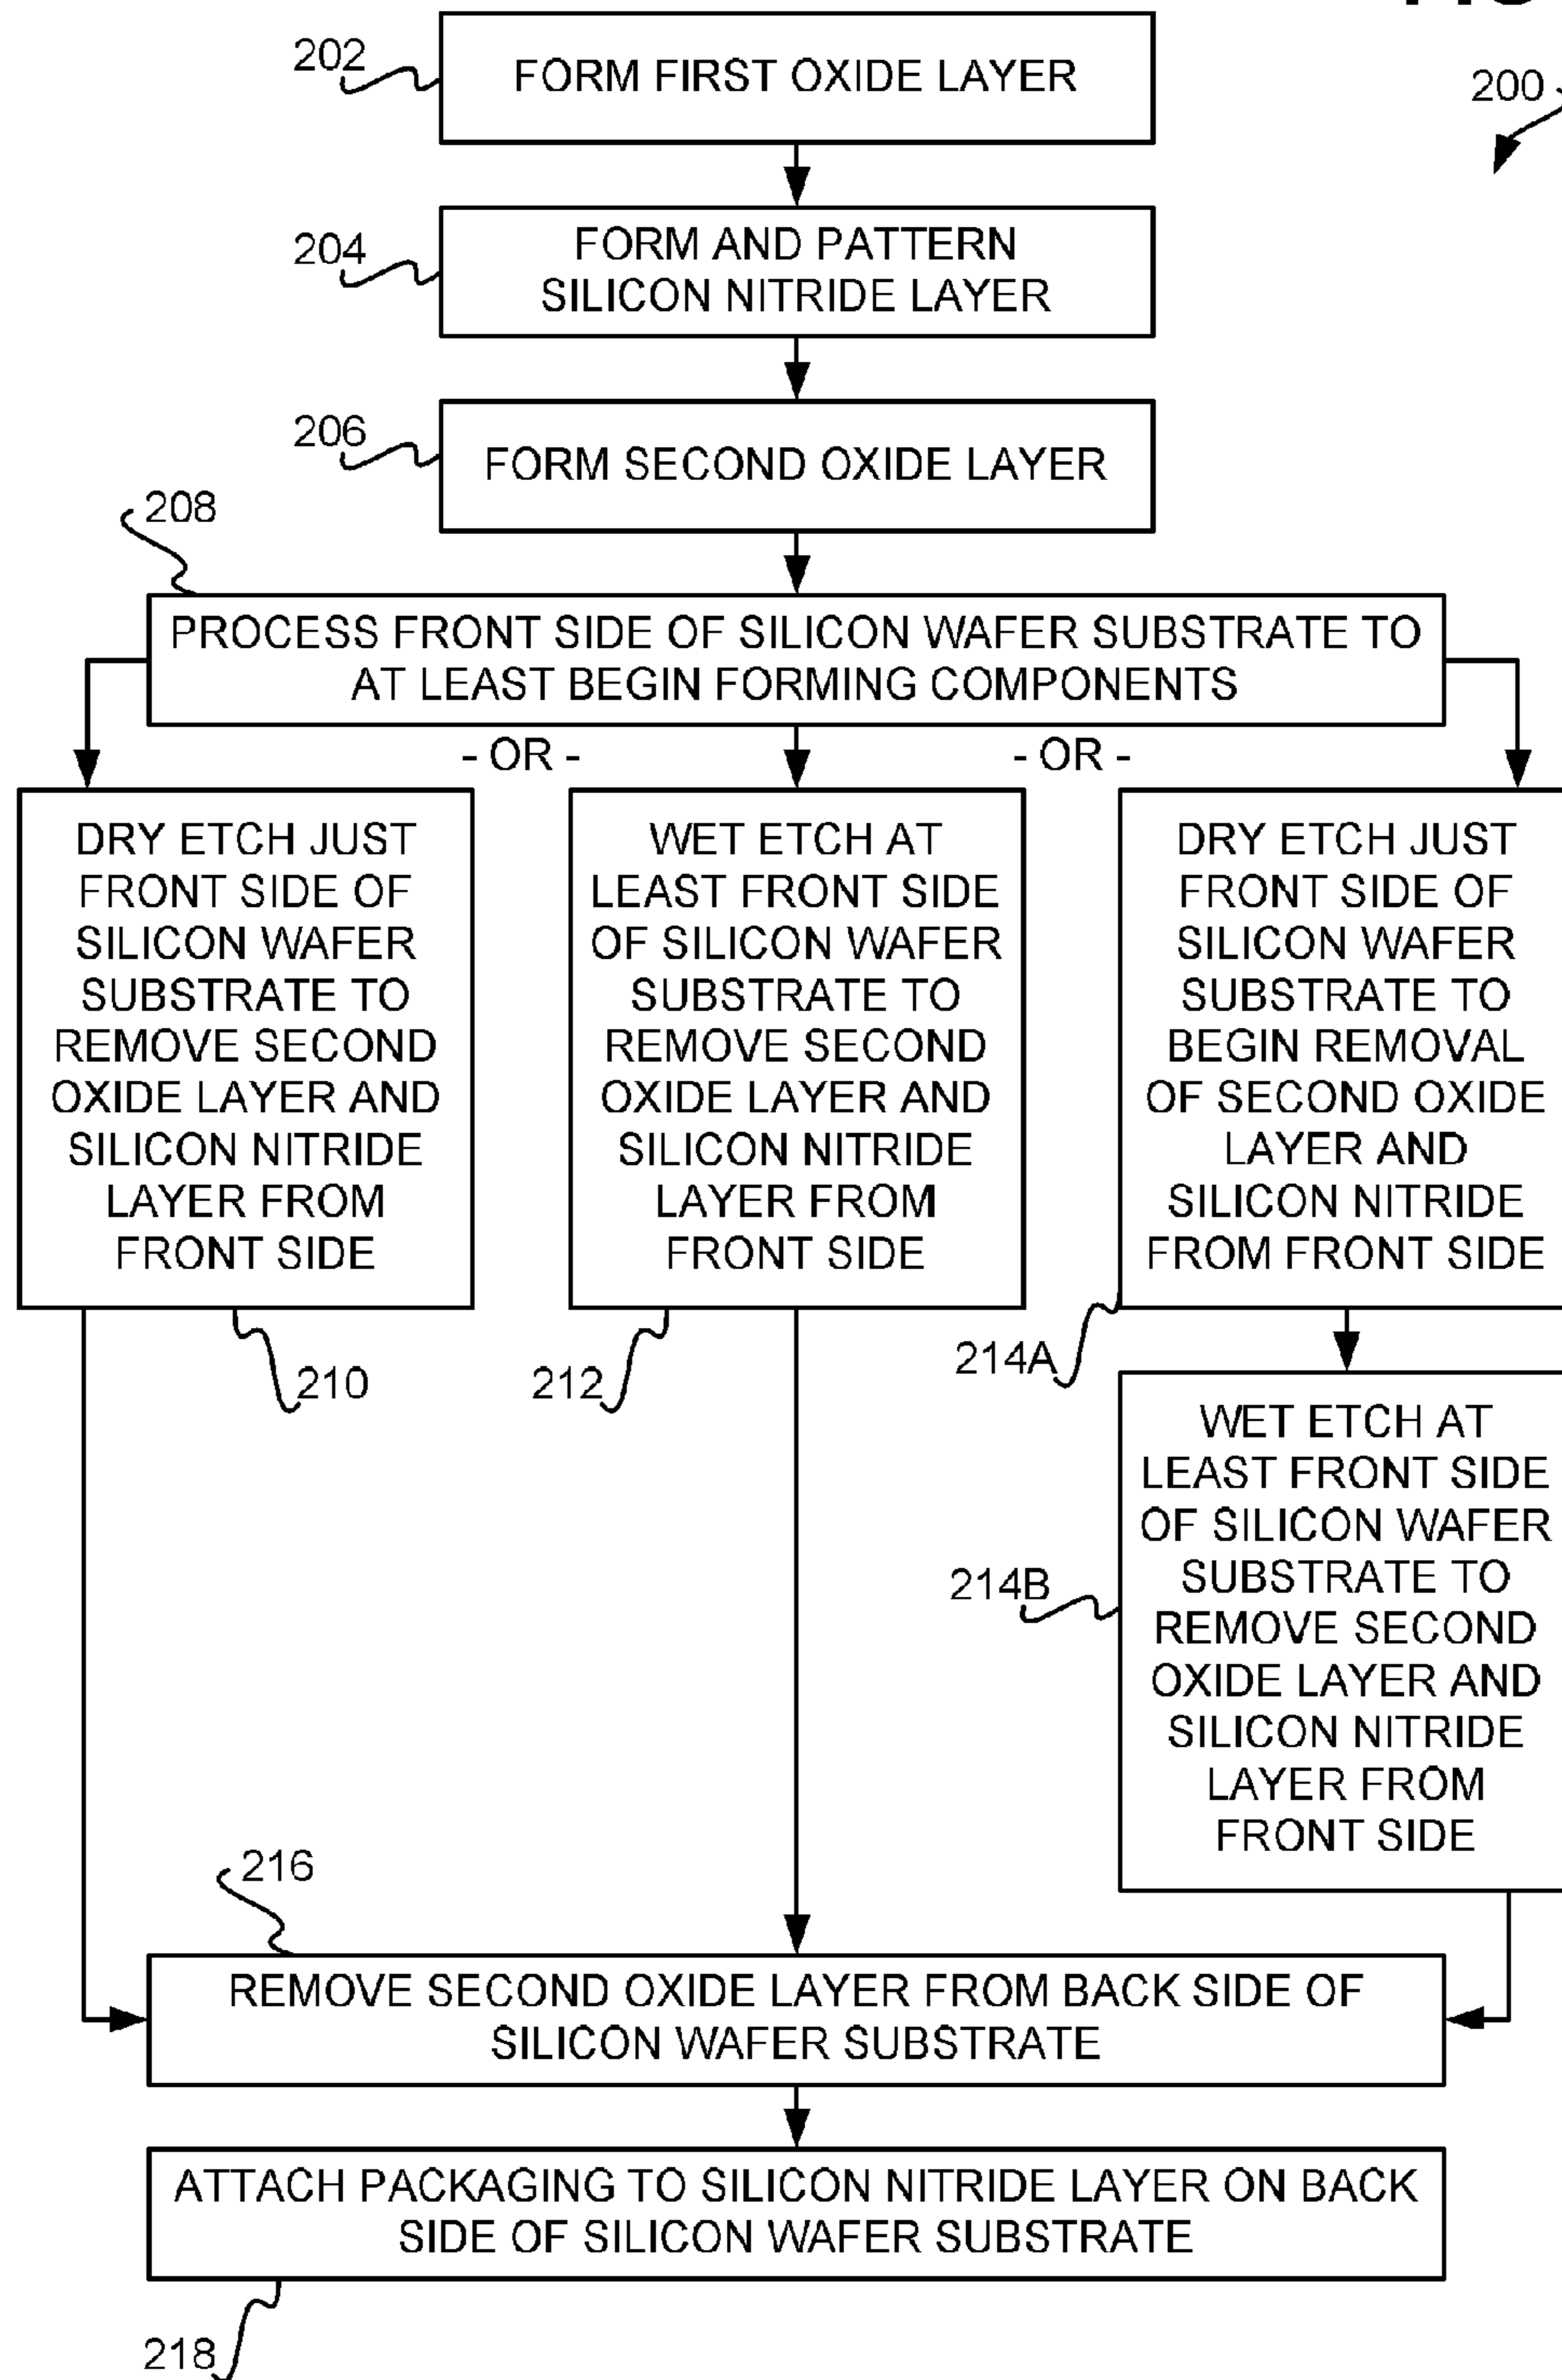 202
FORM FIRST OXIDE LAYER
200
204
FORM AND PATTERN
SILICON NITRIDE LAYER
206
FORM SECOND OXIDE LAYER
208
PROCESS FRONT SIDE OF SILICON WAFER SUBSTRATE TO
AT LEAST BEGIN FORMING COMPONENTS
- OR -
- OR -
DRY ETCH JUST
FRONT SIDE OF
SILICON WAFER
SUBSTRATE TO
REMOVE SECOND
OXIDE LAYER AND
SILICON NITRIDE
LAYER FROM
FRONT SIDE
210
WET ETCH AT
LEAST FRONT SIDE
OF SILICON WAFER
SUBSTRATE TO
REMOVE SECOND
OXIDE LAYER AND
SILICON NITRIDE
LAYER FROM
FRONT SIDE
212
DRY ETCH JUST
FRONT SIDE OF
SILICON WAFER
SUBSTRATE TO
BEGIN REMOVAL
OF SECOND OXIDE
LAYER AND
SILICON NITRIDE
FROM FRONT SIDE
214A
WET ETCH AT
LEAST FRONT SIDE
OF SILICON WAFER
SUBSTRATE TO
REMOVE SECOND
OXIDE LAYER AND
SILICON NITRIDE
LAYER FROM
FRONT SIDE
214B
216
REMOVE SECOND OXIDE LAYER FROM BACK SIDE OF
SILICON WAFER SUBSTRATE
ATTACH PACKAGING TO SILICON NITRIDE LAYER ON BACK
SIDE OF SILICON WAFER SUBSTRATE
218